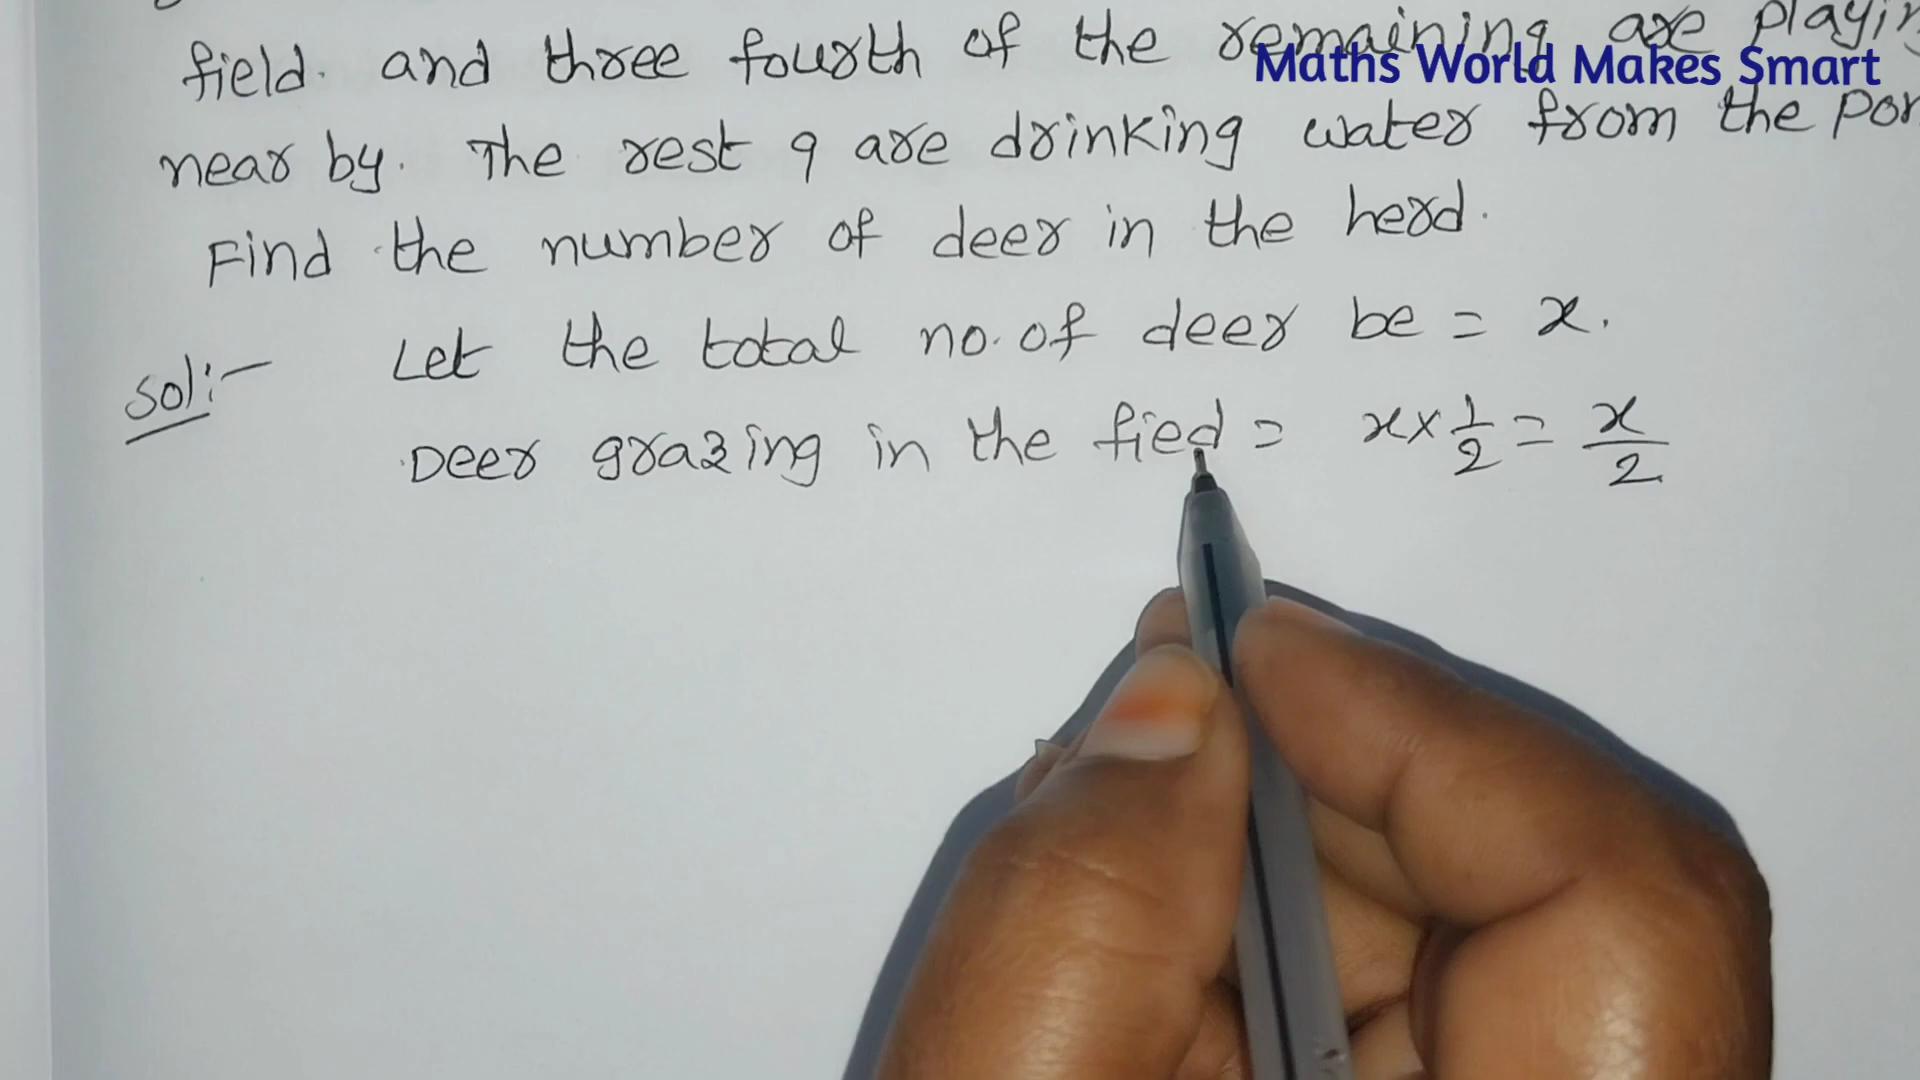 field. and three fourth of the remaining are playin
Maths World Makes Smart
near by. The rest 9 are drinking water from the pon
Find the number of deer in the herd.
Sol:- Let the total no. of deer be = x.
Deer grazing in the fied = x × 1/2 = x/2